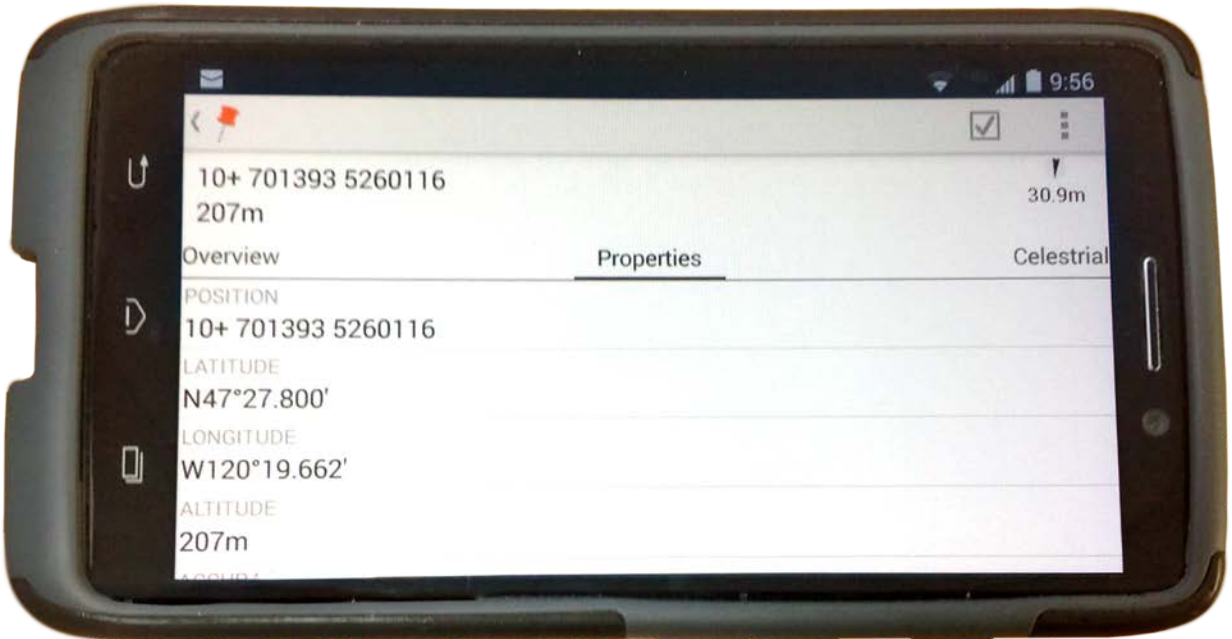 9:56
10+ 701393 5260116
207m
30.9m
Overview
Properties
Celestrial
POSITION
10+ 701393 5260116
LATITUDE
N47°27.800'
LONGITUDE
W120°19.662'
ALTITUDE
207m